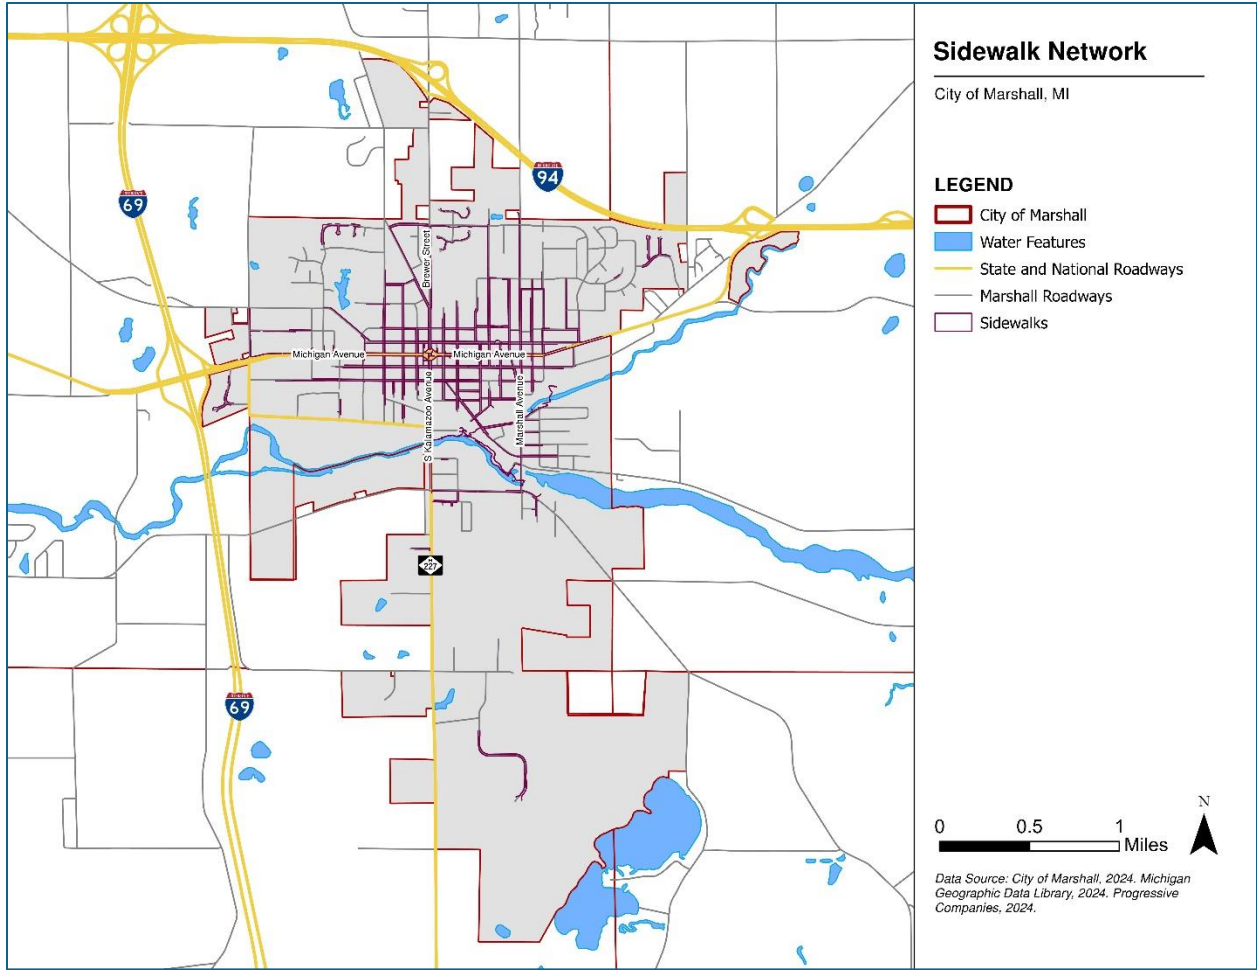 Sidewalk Network
City of Marshall, MI
LEGEND
City of Marshall
Water Features
State and National Roadways
Marshall Roadways
Sidewalks
94
69
Brewer Street
Michigan Avenue
Michigan Avenue
S Kalamazoo Avenue
Marshall Avenue
M
227
69
N
0 0.5 1
Miles
Data Source: City of Marshall, 2024. Michigan
Geographic Data Library, 2024. Progressive
Companies, 2024.